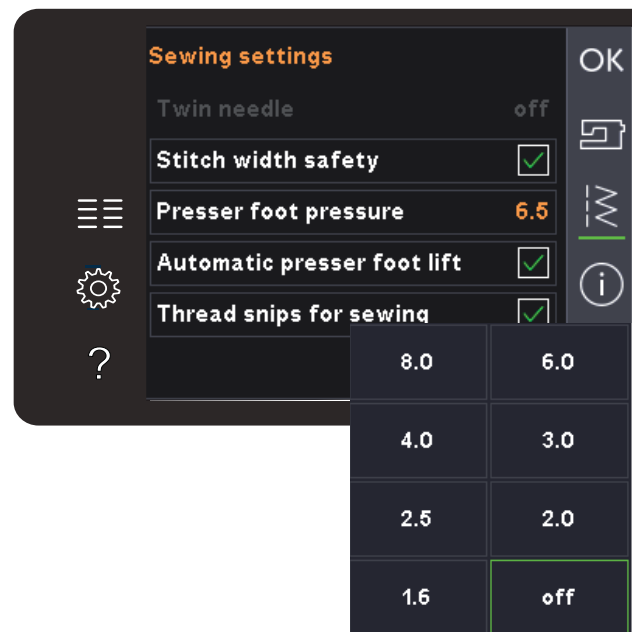 Sewing settings
OK
Twin needle off
Stitch width safety
Presser foot pressure 6.5
Automatic presser foot lift
Thread snips for sewing
?
i
8.0 6.0
4.0 3.0
2.5 2.0
1.6 off